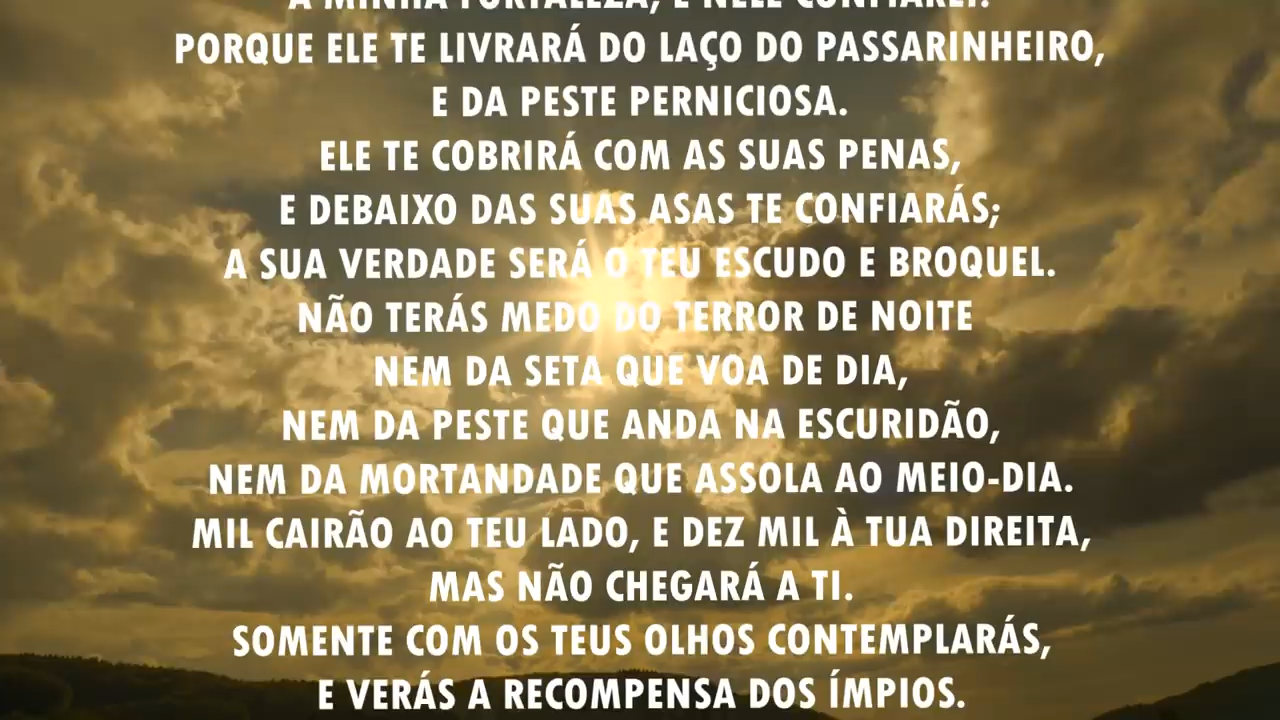 A MINHA FORTALEZA, E NELE CONFIAREI.
PORQUE ELE TE LIVRARÁ DO LAÇO DO PASSARINHEIRO,
E DA PESTE PERNICIOSA.
ELE TE COBRIRÁ COM AS SUAS PENAS,
E DEBAIXO DAS SUAS ASAS TE CONFIARÁS;
A SUA VERDADE SERÁ O TEU ESCUDO E BROQUEL.
NÃO TERÁS MEDO DO TERROR DE NOITE
NEM DA SETA QUE VOA DE DIA,
NEM DA PESTE QUE ANDA NA ESCURIDÃO,
NEM DA MORTANDADE QUE ASSOLA AO MEIO-DIA.
MIL CAIRÃO AO TEU LADO, E DEZ MIL À TUA DIREITA,
MAS NÃO CHEGARÁ A TI.
SOMENTE COM OS TEUS OLHOS CONTEMPLARÁS,
E VERÁS A RECOMPENSA DOS ÍMPIOS.